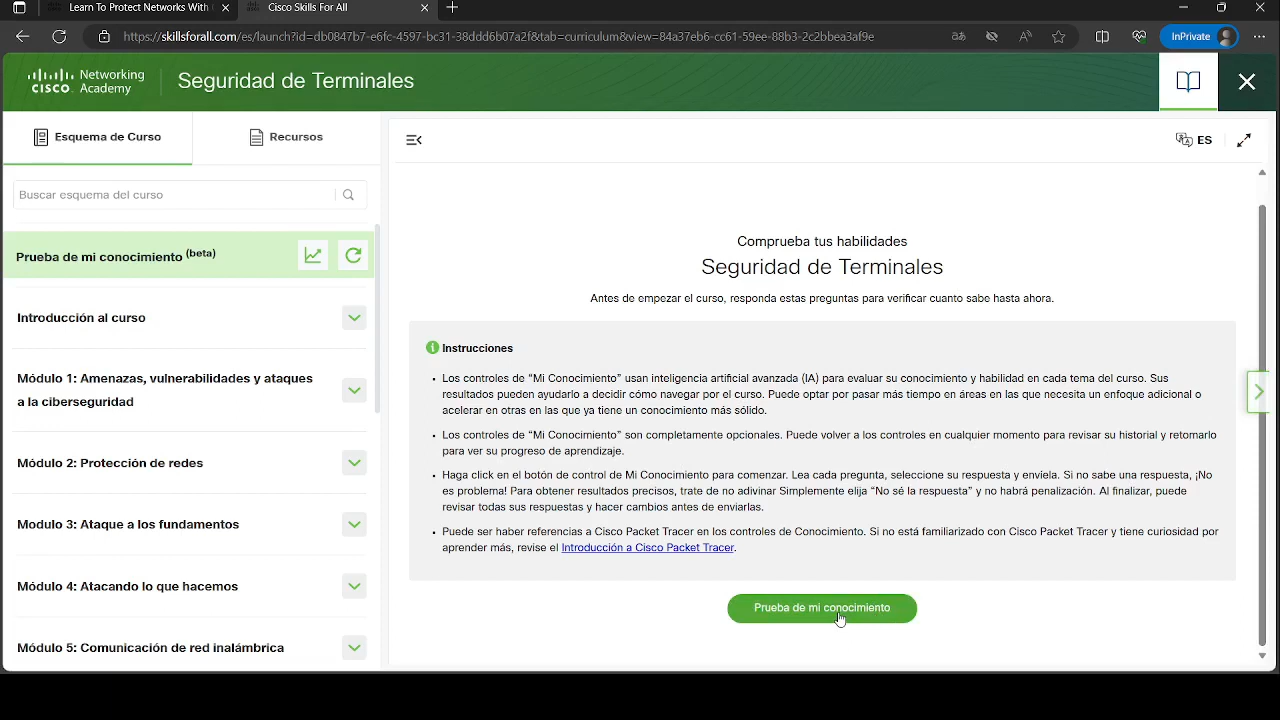 Learn To Protect Networks With
Cisco Skills For All
https://skillsforall.com/es/launch?id=db0847b7-e6fc-4597-bc31-38ddd6b07a2f&tab=curriculum&view=84a37eb6-cc61-59ee-88b3-2c2bbea3af9e
InPrivate
Networking
CISCO Academy
Seguridad de Terminales
Esquema de Curso
Recursos
ES
Buscar esquema del curso
Prueba de mi conocimiento (beta)
Introducción al curso
Módulo 1: Amenazas, vulnerabilidades y ataques
a la ciberseguridad
Módulo 2: Protección de redes
Modulo 3: Ataque a los fundamentos
Módulo 4: Atacando lo que hacemos
Módulo 5: Comunicación de red inalámbrica
Comprueba tus habilidades
Seguridad de Terminales
Antes de empezar el curso, responda estas preguntas para verificar cuanto sabe hasta ahora.
Instrucciones
• Los controles de “Mi Conocimiento” usan inteligencia artificial avanzada (IA) para evaluar su conocimiento y habilidad en cada tema del curso. Sus
resultados pueden ayudarlo a decidir cómo navegar por el curso. Puede optar por pasar más tiempo en áreas en las que necesita un enfoque adicional o
acelerar en otras en las que ya tiene un conocimiento más sólido.
• Los controles de “Mi Conocimiento” son completamente opcionales. Puede volver a los controles en cualquier momento para revisar su historial y retomarlo
para ver su progreso de aprendizaje.
• Haga click en el botón de control de Mi Conocimiento para comenzar. Lea cada pregunta, seleccione su respuesta y envíela. Si no sabe una respuesta, ¡No
es problema! Para obtener resultados precisos, trate de no adivinar Simplemente elija “No sé la respuesta” y no habrá penalización. Al finalizar, puede
revisar todas sus respuestas y hacer cambios antes de enviarlas.
• Puede ser haber referencias a Cisco Packet Tracer en los controles de Conocimiento. Si no está familiarizado con Cisco Packet Tracer y tiene curiosidad por
aprender más, revise el Introducción a Cisco Packet Tracer.
Prueba de mi conocimiento